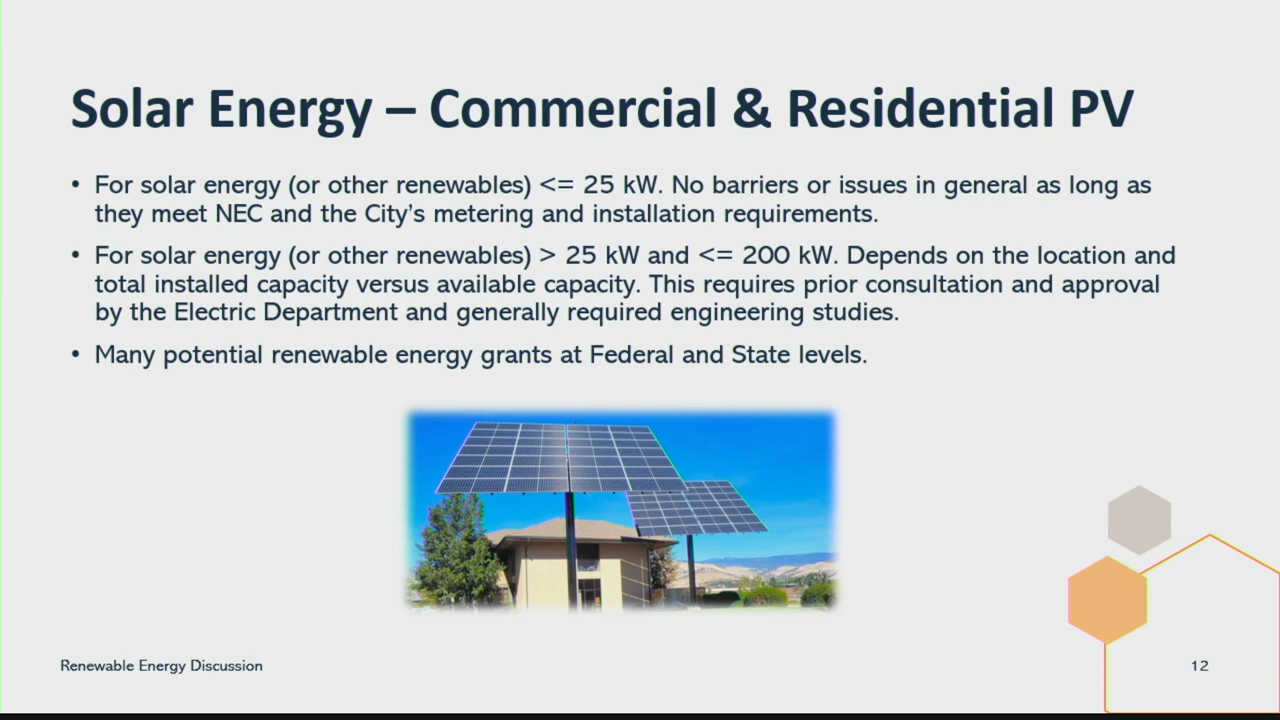 Solar Energy – Commercial & Residential PV
• For solar energy (or other renewables) <= 25 kW. No barriers or issues in general as long as
they meet NEC and the City’s metering and installation requirements.
• For solar energy (or other renewables) > 25 kW and <= 200 kW. Depends on the location and
total installed capacity versus available capacity. This requires prior consultation and approval
by the Electric Department and generally required engineering studies.
• Many potential renewable energy grants at Federal and State levels.
Renewable Energy Discussion
12